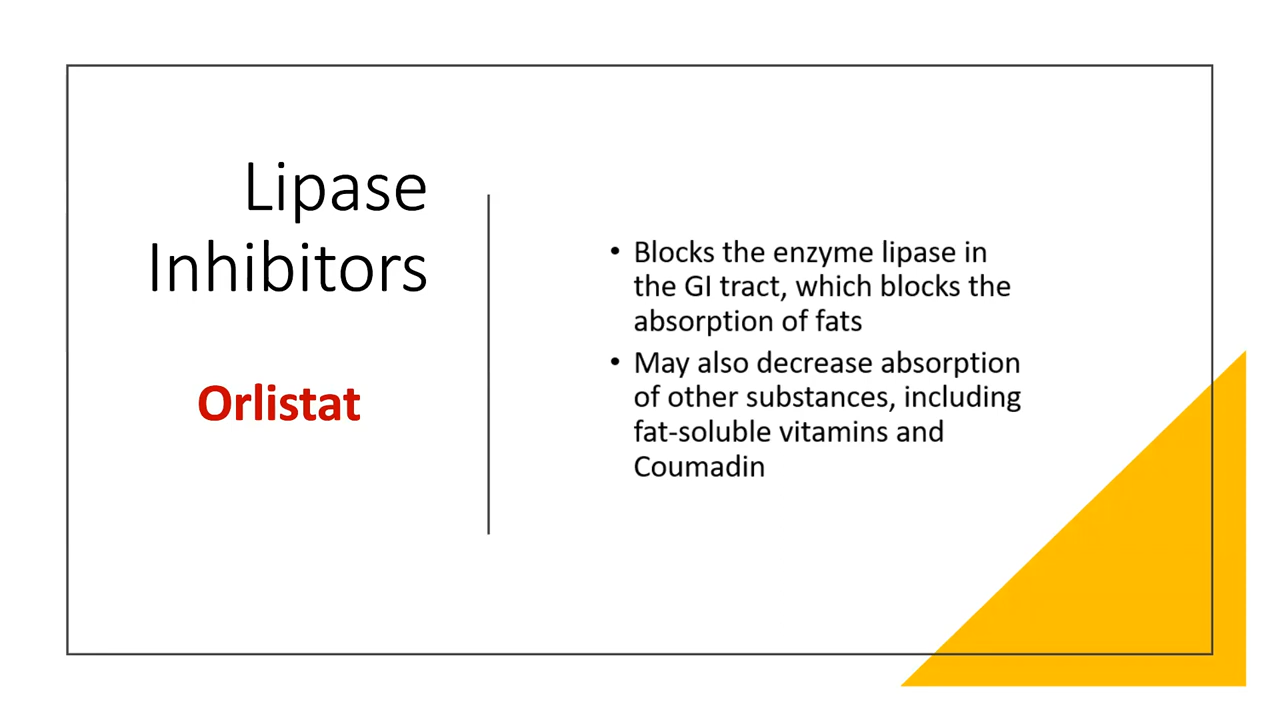 Lipase
Inhibitors
Orlistat
• Blocks the enzyme lipase in
the GI tract, which blocks the
absorption of fats
• May also decrease absorption
of other substances, including
fat-soluble vitamins and
Coumadin